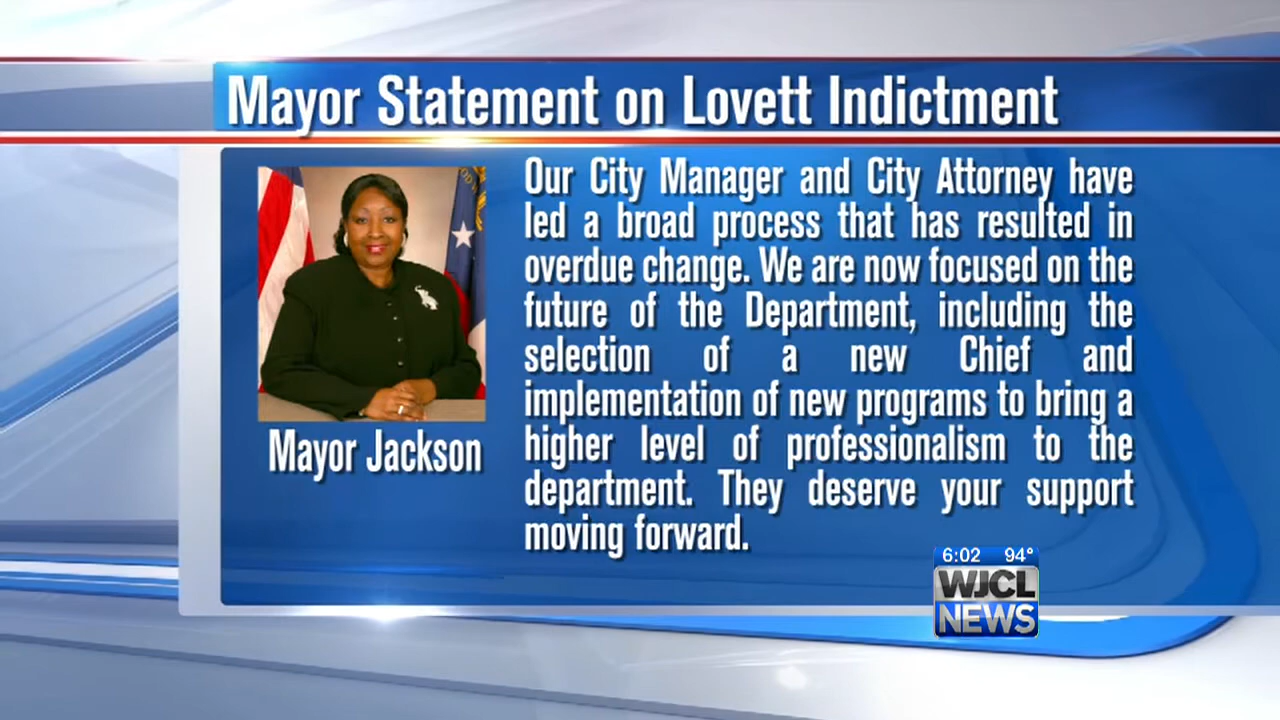 Mayor Statement on Lovett Indictment
Our City Manager and City Attorney have
led a broad process that has resulted in
overdue change. We are now focused on the
future of the Department, including the
selection of a new Chief and
implementation of new programs to bring a
higher level of professionalism to the
department. They deserve your support
moving forward.
Mayor Jackson
6:02 94°
WJCL
NEWS